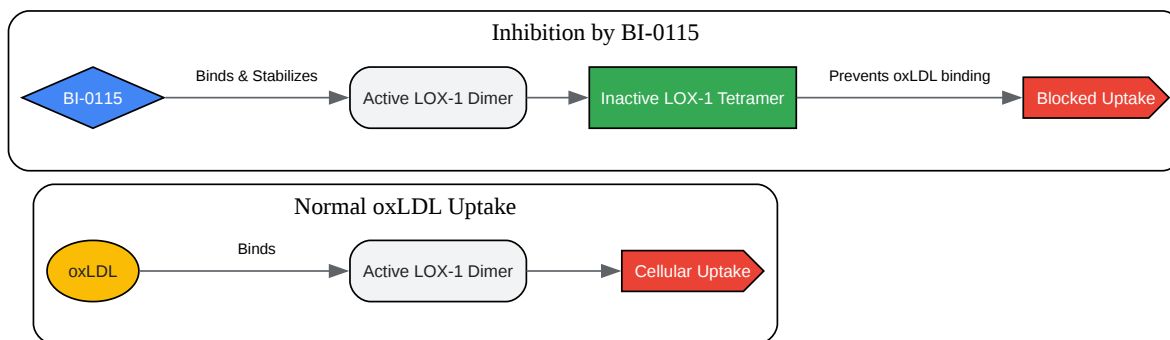 Inhibition by BI-0115
BI-0115
Binds & Stabilizes
Active LOX-1 Dimer
Inactive LOX-1 Tetramer
Prevents oxLDL binding
Blocked Uptake
Normal oxLDL Uptake
oxLDL
Binds
Active LOX-1 Dimer
Cellular Uptake